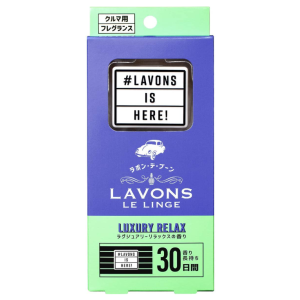 クルマ用
フレグランス
#LAVONS
IS
HERE!
ラボン・デ・ブーン
LAVONS
LE LINGE
LUXURY RELAX
ラグジュアリーリラックスの香り
#LAVONS
IS
HERE!
香り
長持ち
30日間